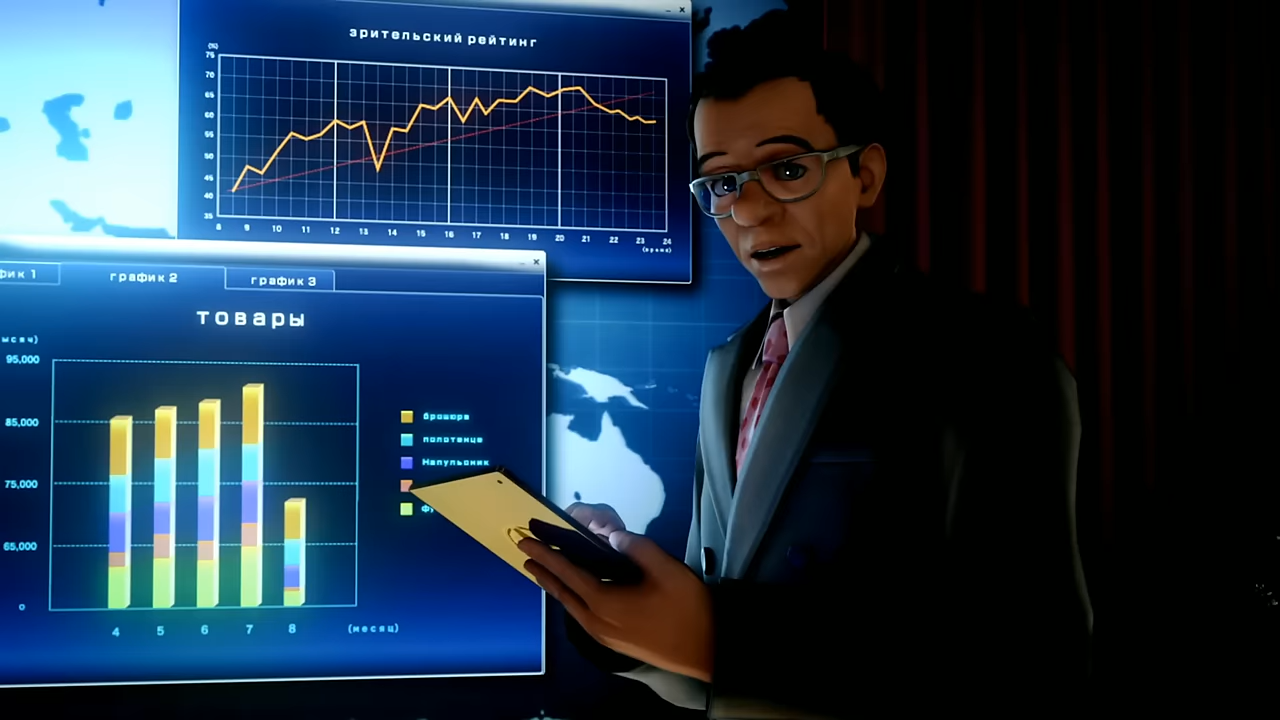 зрительский рейтинг
(%)
75
70
65
60
55
50
45
40
35
8 9 10 11 12 13 14 15 16 17 18 19 20 21 22 23 24
(время)
график 2
график 3
товары
95,000
85,000
75,000
65,000
0
4 5 6 7 8 (месяц)
брошюра
полотенце
Напульсник